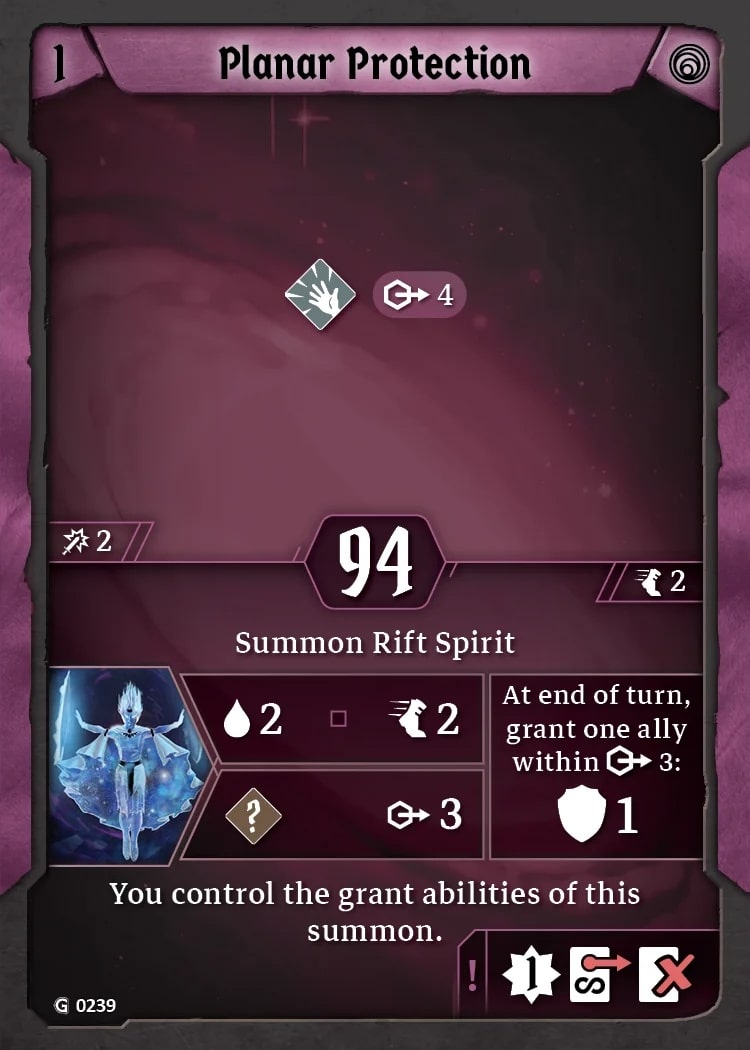 1 Planar Protection
4
2
94
2
Summon Rift Spirit
2 2
At end of turn,
grant one ally
within 3:
1
? 3
You control the grant abilities of this
summon.
! 1
G 0239